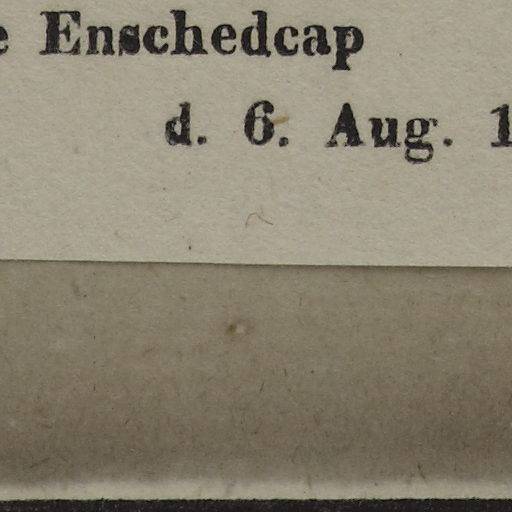 e Enschedcap
d. 6. Aug. 1